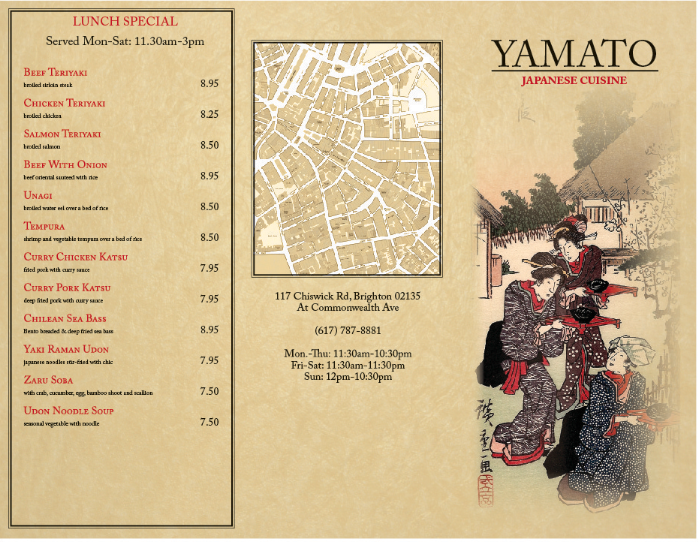 LUNCH SPECIAL
Served Mon-Sat: 11.30am-3pm
Beef Teriyaki
broiled sirloin steak
8.95
Chicken Teriyaki
broiled chicken
8.25
Salmon Teriyaki
broiled salmon
8.50
Beef With Onion
beef oriental sauteed with rice
8.95
Unagi
broiled water eel over a bed of rice
8.50
Tempura
shrimp and vegetable tempura over a bed of rice
8.50
Curry Chicken Katsu
fried pork with curry sauce
7.95
Curry Pork Katsu
deep fried pork with curry sauce
7.95
Chilean Sea Bass
Bento breaded & deep fried sea bass
8.95
Yaki Raman Udon
japanese noodles stir-fried with chic
7.95
Zaru Soba
with crab, cucumber, egg, bamboo shoot and scallion
7.50
Udon Noodle Soup
seasonal vegetable with noodle
7.50
117 Chiswick Rd, Brighton 02135
At Commonwealth Ave
(617) 787-8881
Mon.-Thu: 11:30am-10:30pm
Fri-Sat: 11:30am-11:30pm
Sun: 12pm-10:30pm
YAMATO
JAPANESE CUISINE
廣重画